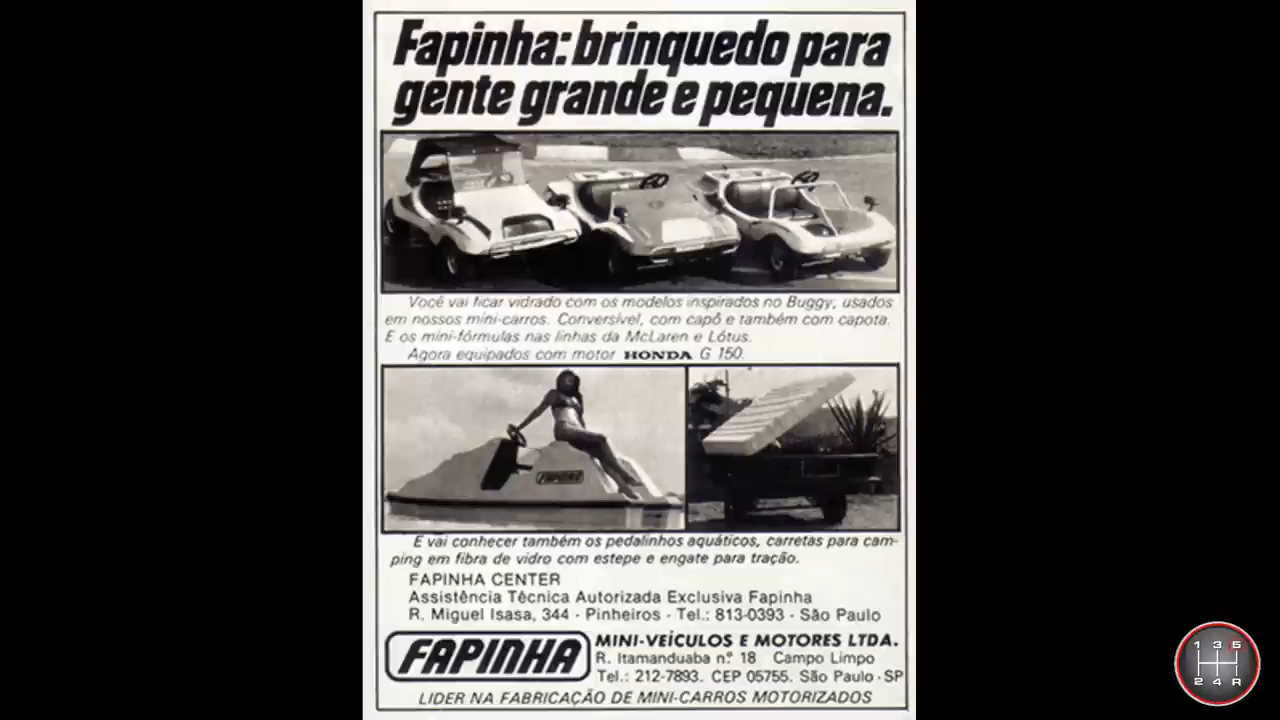 Fapinha: brinquedo para
gente grande e pequena.
Você vai ficar vidrado com os modelos inspirados no Buggy, usados
em nossos mini-carros. Conversível, com capô e também com capota.
E os mini-fórmulas nas linhas da McLaren e Lótus.
Agora equipados com motor HONDA G 150.
FAPINHA
E vai conhecer também os pedalinhos aquáticos, carretas para cam-
ping em fibra de vidro com estepe e engate para tração.
FAPINHA CENTER
Assistência Técnica Autorizada Exclusiva Fapinha
R. Miguel Isasa, 344 - Pinheiros - Tel.: 813-0393 - São Paulo
FAPINHA
MINI-VEÍCULOS E MOTORES LTDA.
R. Itamanduaba n.º 18 Campo Limpo
Tel.: 212-7893. CEP 05755. São Paulo - SP
LIDER NA FABRICAÇÃO DE MINI-CARROS MOTORIZADOS
1 3 5
2 4 R